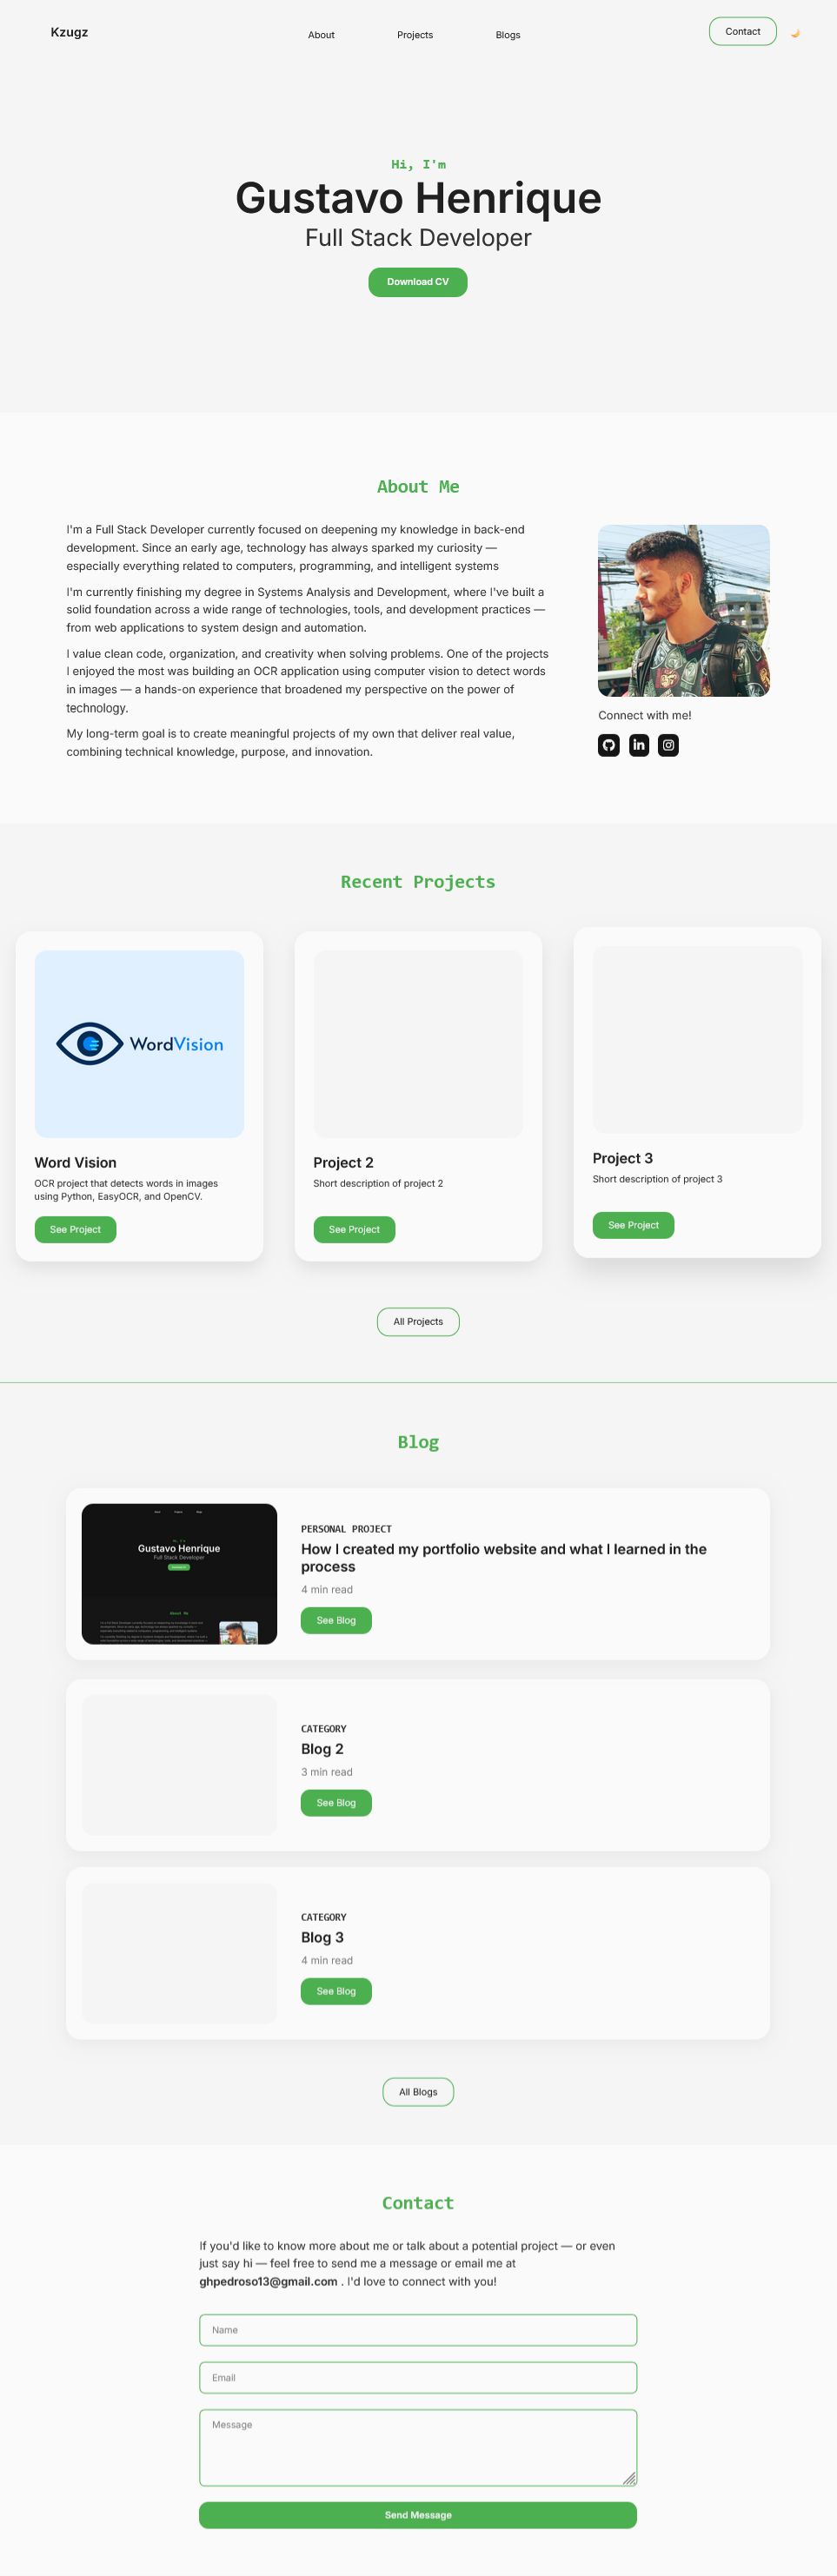 Kzugz
About
Projects
Blogs
Contact
Hi, I'm
Gustavo Henrique
Full Stack Developer
Download CV
About Me
I'm a Full Stack Developer currently focused on deepening my knowledge in back-end
development. Since an early age, technology has always sparked my curiosity —
especially everything related to computers, programming, and intelligent systems
I'm currently finishing my degree in Systems Analysis and Development, where I've built a
solid foundation across a wide range of technologies, tools, and development practices —
from web applications to system design and automation.
I value clean code, organization, and creativity when solving problems. One of the projects
I enjoyed the most was building an OCR application using computer vision to detect words
in images — a hands-on experience that broadened my perspective on the power of
technology.
My long-term goal is to create meaningful projects of my own that deliver real value,
combining technical knowledge, purpose, and innovation.
Connect with me!
in
Recent Projects
WordVision
Word Vision
OCR project that detects words in images
using Python, EasyOCR, and OpenCV.
See Project
Project 2
Short description of project 2
See Project
Project 3
Short description of project 3
See Project
All Projects
Blog
Gustavo Henrique
Full Stack Developer
About Me
PERSONAL PROJECT
How I created my portfolio website and what I learned in the
process
4 min read
See Blog
CATEGORY
Blog 2
3 min read
See Blog
CATEGORY
Blog 3
4 min read
See Blog
All Blogs
Contact
If you'd like to know more about me or talk about a potential project — or even
just say hi — feel free to send me a message or email me at
ghpedroso13@gmail.com . I'd love to connect with you!
Name
Email
Message
Send Message